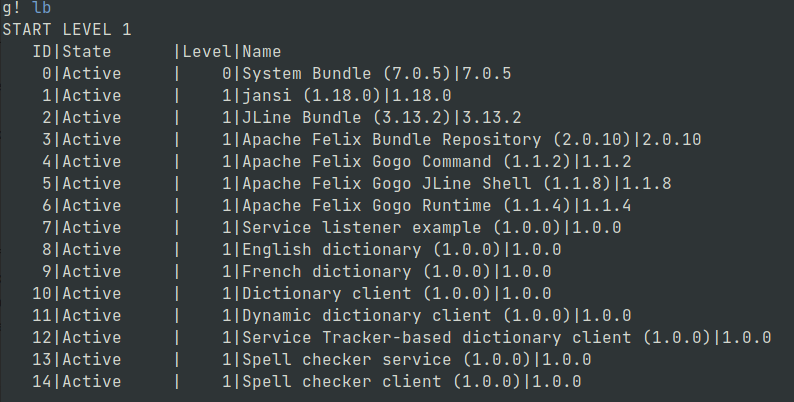 g! lb
START LEVEL 1
   ID|State      |Level|Name
    0|Active     |    0|System Bundle (7.0.5)|7.0.5
    1|Active     |    1|jansi (1.18.0)|1.18.0
    2|Active     |    1|JLine Bundle (3.13.2)|3.13.2
    3|Active     |    1|Apache Felix Bundle Repository (2.0.10)|2.0.10
    4|Active     |    1|Apache Felix Gogo Command (1.1.2)|1.1.2
    5|Active     |    1|Apache Felix Gogo JLine Shell (1.1.8)|1.1.8
    6|Active     |    1|Apache Felix Gogo Runtime (1.1.4)|1.1.4
    7|Active     |    1|Service listener example (1.0.0)|1.0.0
    8|Active     |    1|English dictionary (1.0.0)|1.0.0
    9|Active     |    1|French dictionary (1.0.0)|1.0.0
   10|Active     |    1|Dictionary client (1.0.0)|1.0.0
   11|Active     |    1|Dynamic dictionary client (1.0.0)|1.0.0
   12|Active     |    1|Service Tracker-based dictionary client (1.0.0)|1.0.0
   13|Active     |    1|Spell checker service (1.0.0)|1.0.0
   14|Active     |    1|Spell checker client (1.0.0)|1.0.0